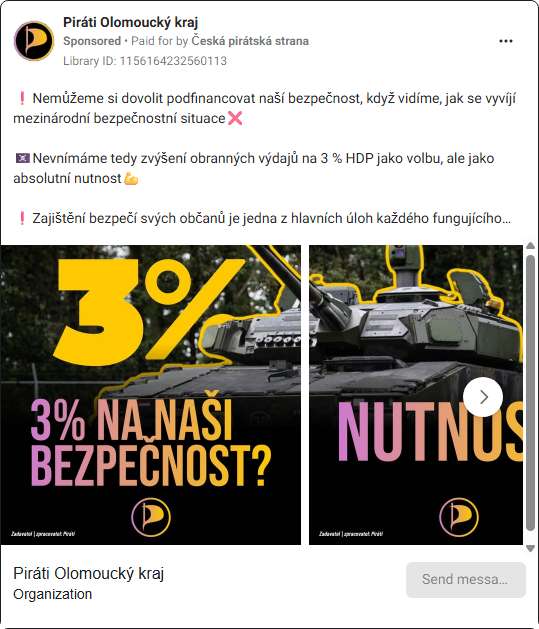 Piráti Olomoucký kraj
Sponsored • Paid for by Česká pirátská strana
Library ID: 1156164232560113
❗ Nemůžeme si dovolit podfinancovat naší bezpečnost, když vidíme, jak se vyvíjí
mezinárodní bezpečnostní situace❌
🏴‍☠️ Nevnímáme tedy zvýšení obranných výdajů na 3 % HDP jako volbu, ale jako
absolutní nutnost💪
❗ Zajištění bezpečí svých občanů je jedna z hlavních úloh každého fungujícího...
3%
3% NA NAŠI
BEZPEČNOST?
Zadavatel | zpracovatel: Piráti
NUTNOS
Zadavatel | zpracovatel: Piráti
Piráti Olomoucký kraj
Organization
Send messa...